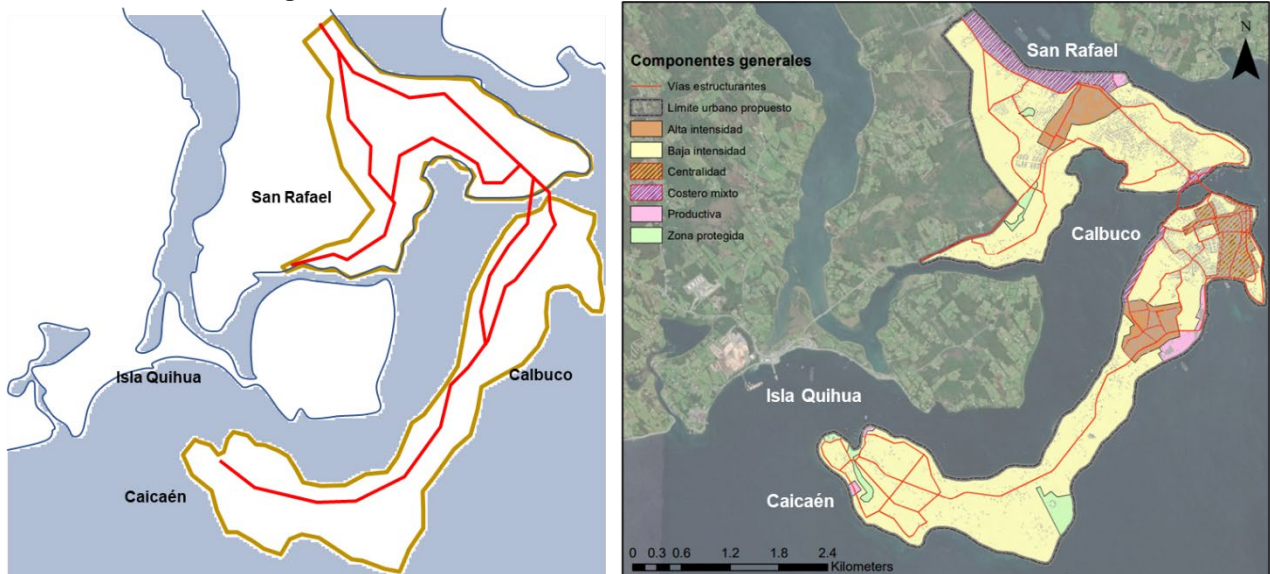 San Rafael
Isla Quihua
Calbuco
Caicaén
San Rafael
N
Componentes generales
Vías estructurantes
Límite urbano propuesto
Alta intensidad
Baja intensidad
Centralidad
Costero mixto
Productiva
Zona protegida
Calbuco
Isla Quihua
Caicaén
0 0.3 0.6 1.2 1.8 2.4
Kilometers